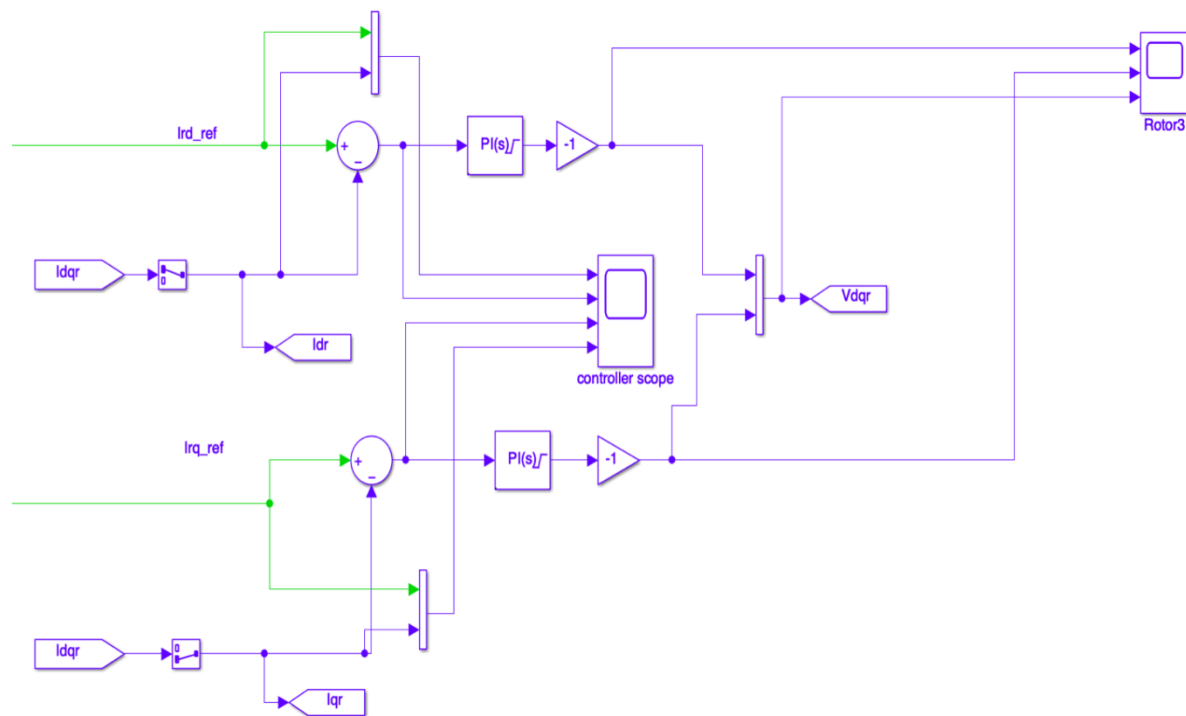 Ird_ref
+
−
PI(s)
-1
Rotor3
Idqr
Idr
Vdqr
controller scope
Irq_ref
+
−
PI(s)
-1
Idqr
Iqr